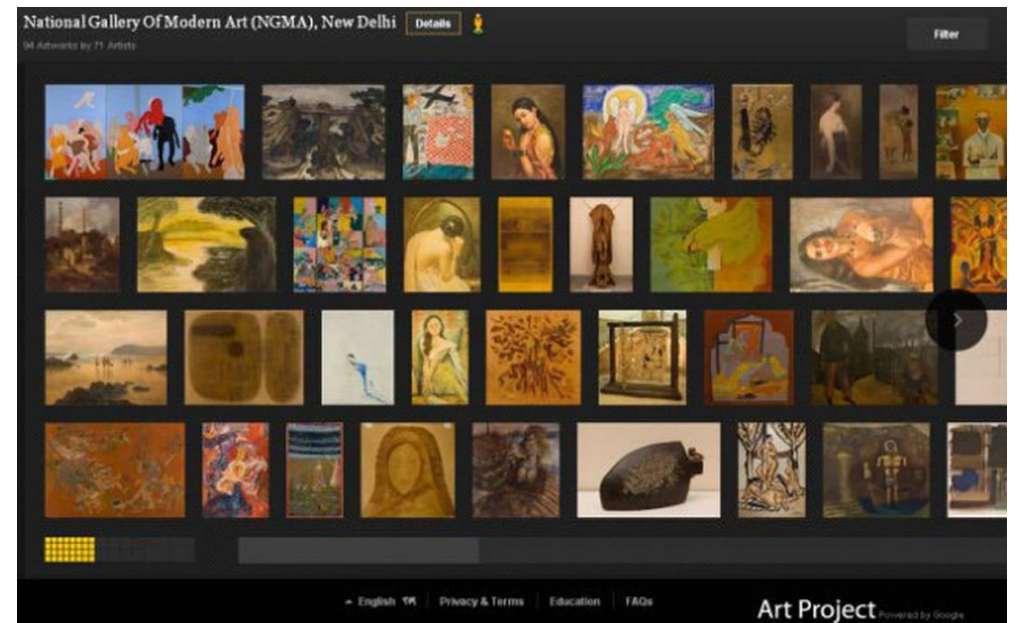 National Gallery Of Modern Art (NGMA), New Delhi Details
94 Artworks by 71 Artists
Filter
English Privacy & Terms Education FAQs
Art Project Powered by Google